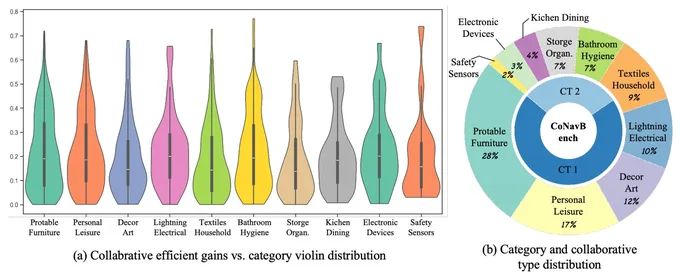 0.8
0.7
0.6
0.5
0.4
0.3
0.2
0.1
0.0
Protable
Furniture
Personal
Leisure
Decor
Art
Lightning
Electrical
Textiles
Household
Bathroom
Hygiene
Storge
Organ.
Kichen
Dining
Electronic
Devices
Safety
Sensors
(a) Collabrative efficient gains vs. category violin distribution
Electronic
Devices
3%
Kichen Dining
4%
Storge
Organ.
7%
Bathroom
Hygiene
7%
Textiles
Household
9%
Lightning
Electrical
10%
Decor
Art
12%
Personal
Leisure
17%
Protable
Furniture
28%
Safety
Sensors
2%
CT 2
CoNavB
ench
CT 1
(b) Category and collaborative
type distribution